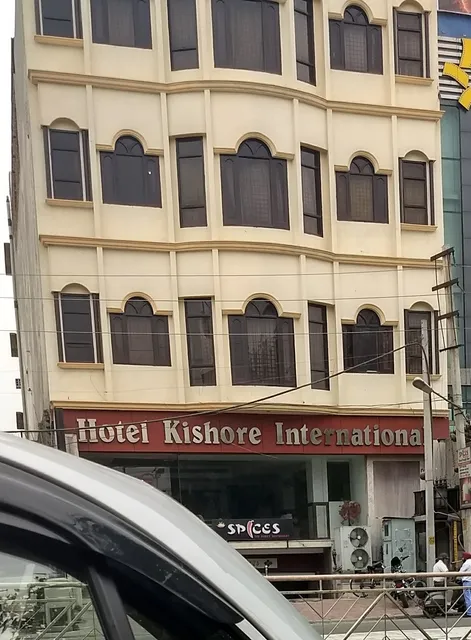 Hotel Kishore International
SPICES